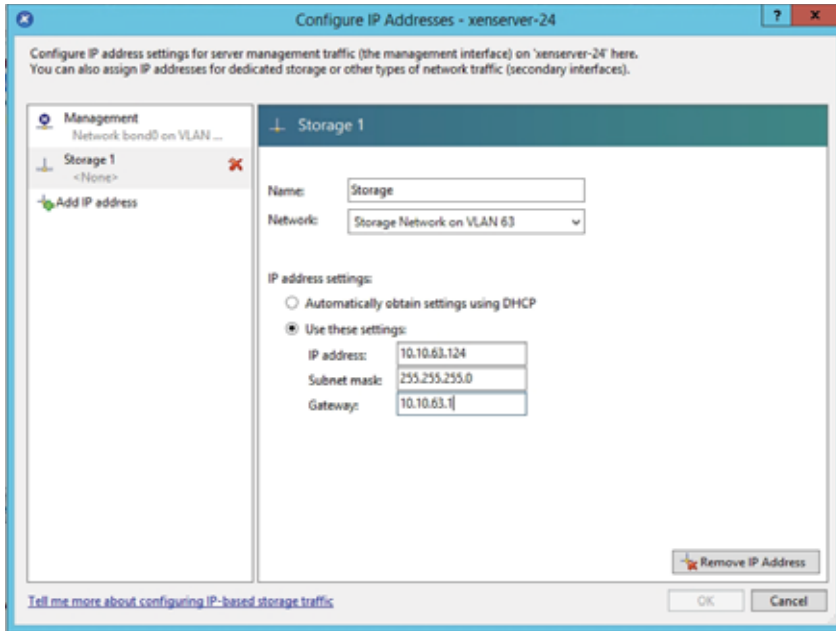 Configure IP Addresses - xenserver-24
? x
Configure IP address settings for server management traffic (the management interface) on 'xenserver-24' here.
You can also assign IP addresses for dedicated storage or other types of network traffic (secondary interfaces).
Management
Network bond0 on VLAN ...
Storage 1
<None>
Add IP address
Storage 1
Name: Storage
Network: Storage Network on VLAN 63
IP address settings:
Automatically obtain settings using DHCP
Use these settings:
IP address: 10.10.63.124
Subnet mask: 255.255.255.0
Gateway: 10.10.63.1
Remove IP Address
Tell me more about configuring IP-based storage traffic
OK Cancel